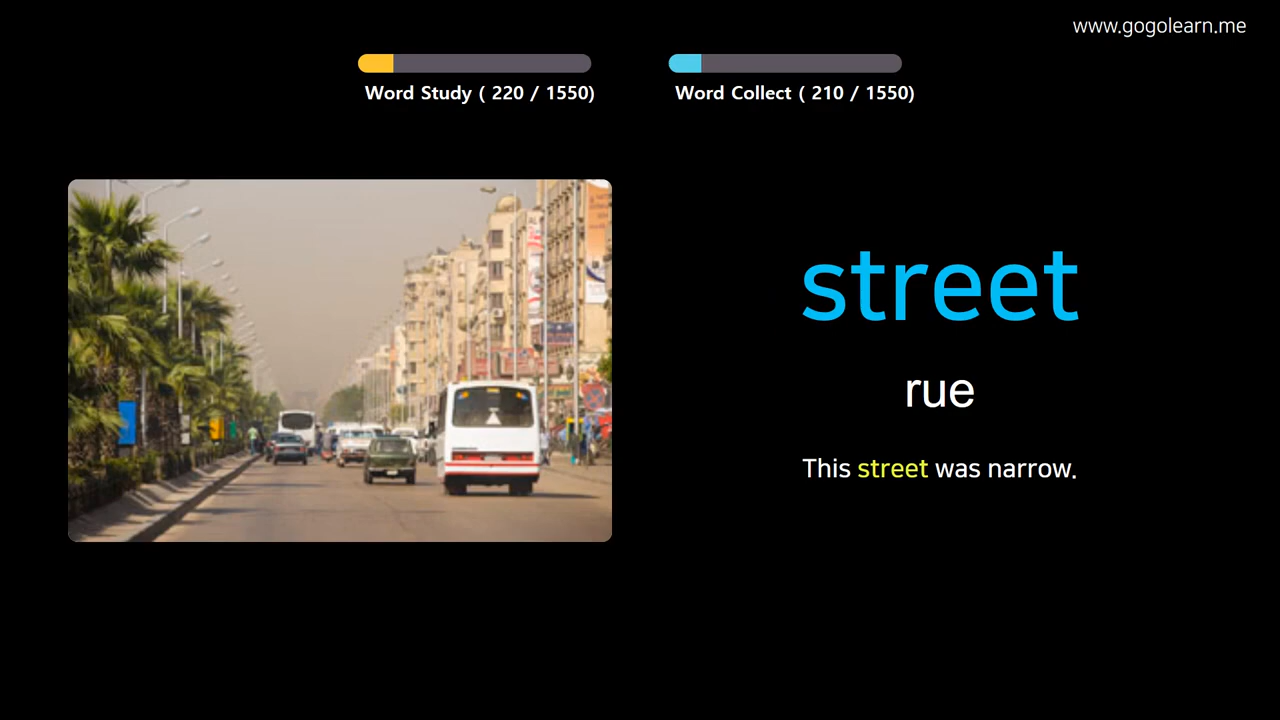 www.gogolearn.me
Word Study ( 220 / 1550)
Word Collect ( 210 / 1550)
street
rue
This street was narrow.